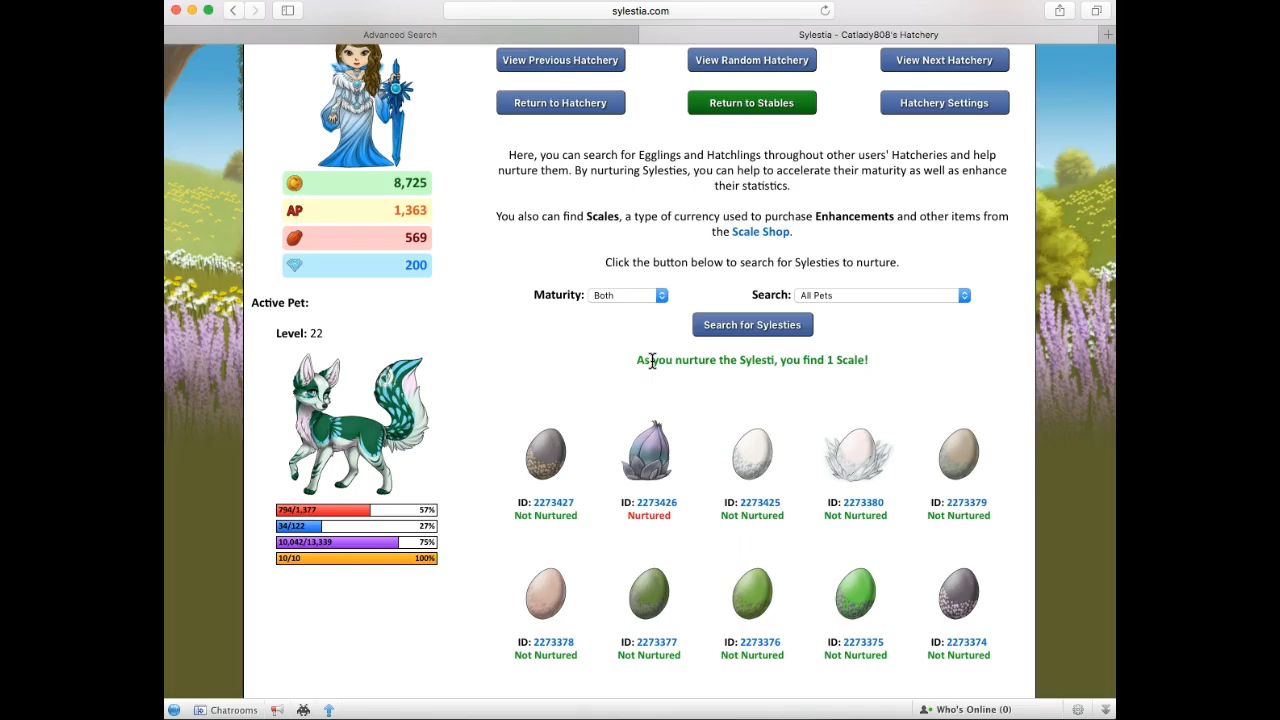 sylestia.com
Advanced Search
Sylestia - Catlady808's Hatchery
View Previous Hatchery
View Random Hatchery
View Next Hatchery
Return to Hatchery
Return to Stables
Hatchery Settings
Here, you can search for Egglings and Hatchlings throughout other users' Hatcheries and help
nurture them. By nurturing Sylesties, you can help to accelerate their maturity as well as enhance
their statistics.
You also can find Scales, a type of currency used to purchase Enhancements and other items from
the Scale Shop.
Click the button below to search for Sylesties to nurture.
Maturity: Both
Search: All Pets
Search for Sylesties
As you nurture the Sylesti, you find 1 Scale!
8,725
AP 1,363
569
200
Active Pet:
Level: 22
794/1,377 57%
34/122 27%
10,042/13,339 75%
10/10 100%
ID: 2273427
Not Nurtured
ID: 2273426
Nurtured
ID: 2273425
Not Nurtured
ID: 2273380
Not Nurtured
ID: 2273379
Not Nurtured
ID: 2273378
Not Nurtured
ID: 2273377
Not Nurtured
ID: 2273376
Not Nurtured
ID: 2273375
Not Nurtured
ID: 2273374
Not Nurtured
Chatrooms
Who's Online (0)